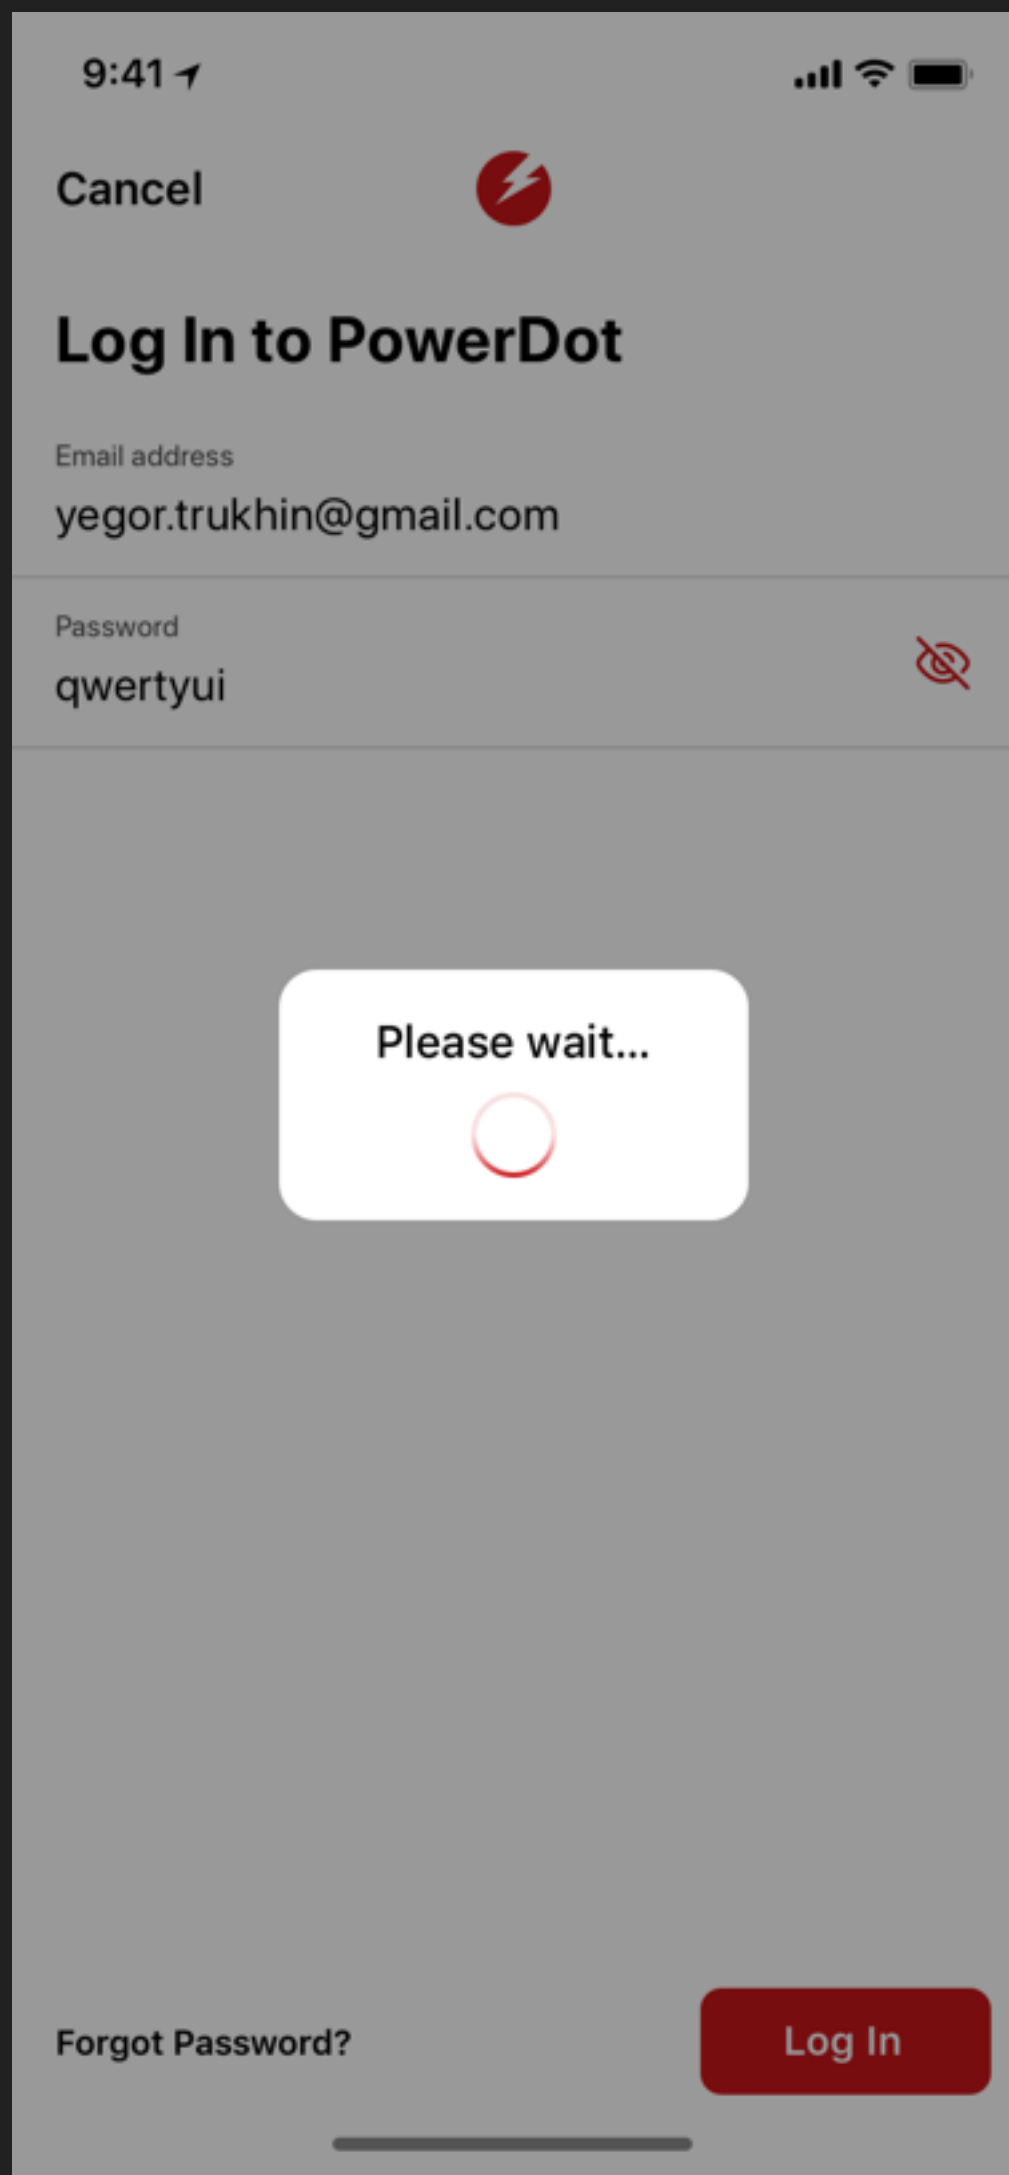 9:41
Cancel
Log In to PowerDot
Email address
yegor.trukhin@gmail.com
Password
qwertyui
Please wait...
Forgot Password?
Log In